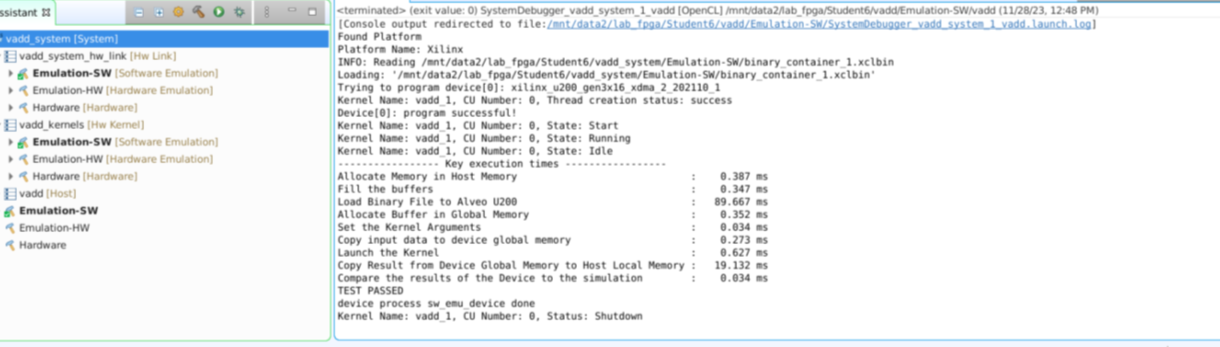 ssistant
vadd_system [System]
vadd_system_hw_link [Hw Link]
Emulation-SW [Software Emulation]
Emulation-HW [Hardware Emulation]
Hardware [Hardware]
vadd_kernels [Hw Kernel]
Emulation-SW [Software Emulation]
Emulation-HW [Hardware Emulation]
Hardware [Hardware]
vadd [Host]
Emulation-SW
Emulation-HW
Hardware
<terminated> (exit value: 0) SystemDebugger_vadd_system_1_vadd [OpenCL] /mnt/data2/lab_fpga/Student6/vadd/Emulation-SW/vadd (11/28/23, 12:48 PM)
[Console output redirected to file:/mnt/data2/lab_fpga/Student6/vadd/Emulation-SW/SystemDebugger_vadd_system_1_vadd.launch.log]
Found Platform
Platform Name: Xilinx
INFO: Reading /mnt/data2/lab_fpga/Student6/vadd_system/Emulation-SW/binary_container_1.xclbin
Loading: '/mnt/data2/lab_fpga/Student6/vadd_system/Emulation-SW/binary_container_1.xclbin'
Trying to program device[0]: xilinx_u200_gen3x16_xdma_2_202110_1
Kernel Name: vadd_1, CU Number: 0, Thread creation status: success
Device[0]: program successful!
Kernel Name: vadd_1, CU Number: 0, State: Start
Kernel Name: vadd_1, CU Number: 0, State: Running
Kernel Name: vadd_1, CU Number: 0, State: Idle
---------------- Key execution times ----------------
Allocate Memory in Host Memory : 0.387 ms
Fill the buffers : 0.347 ms
Load Binary File to Alveo U200 : 89.667 ms
Allocate Buffer in Global Memory : 0.352 ms
Set the Kernel Arguments : 0.034 ms
Copy input data to device global memory : 0.273 ms
Launch the Kernel : 0.627 ms
Copy Result from Device Global Memory to Host Local Memory : 19.132 ms
Compare the results of the Device to the simulation : 0.034 ms
TEST PASSED
device process sw_emu_device done
Kernel Name: vadd_1, CU Number: 0, Status: Shutdown